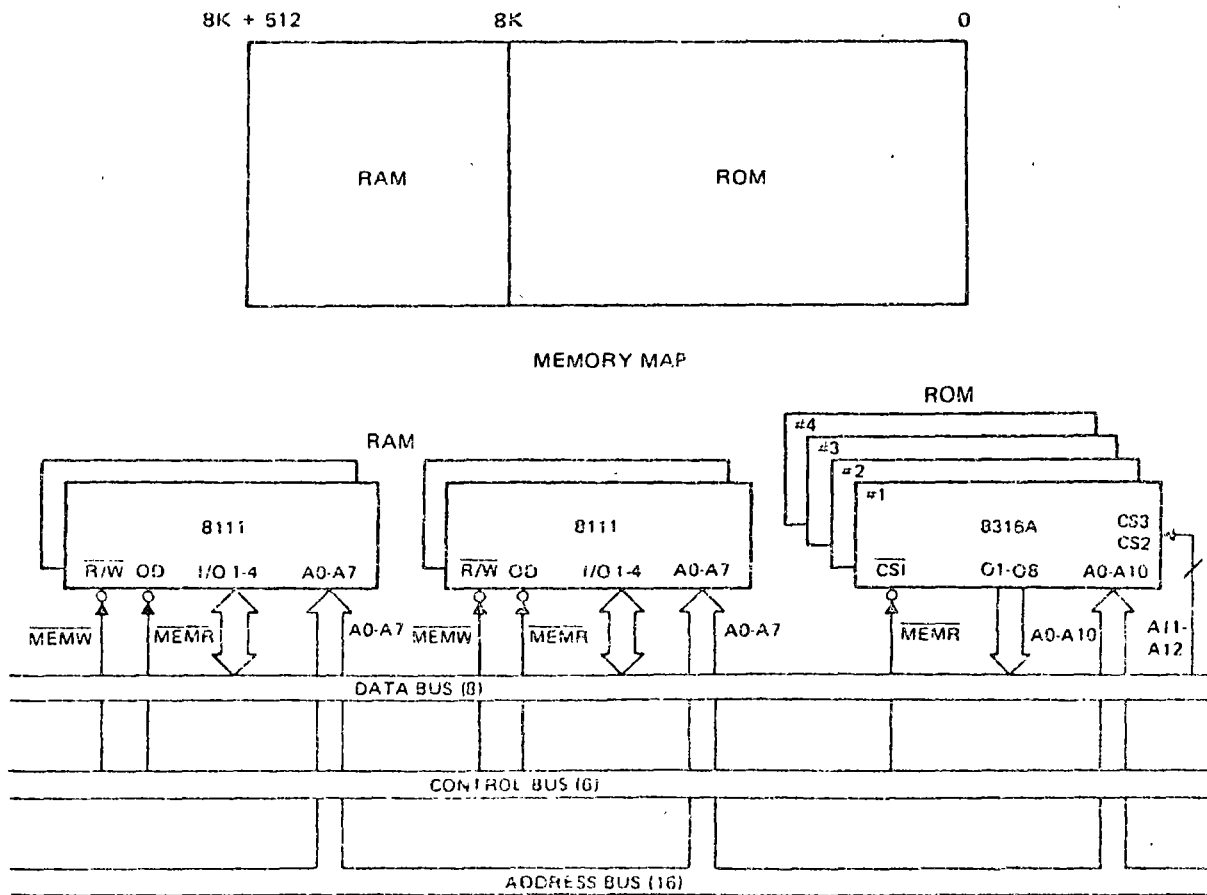 8K + 512 8K 0
RAM ROM
MEMORY MAP
ROM
RAM
#4
#3
#2
#1
8111 8111 8316A CS3
CS2
R/W OD I/O 1-4 A0-A7 R/W OD I/O 1-4 A0-A7 CS1 O1-O8 A0-A10
MEMW MEMR A0-A7 MEMW MEMR A0-A7 MEMR A0-A10 A11-
A12
DATA BUS (8)
CONTROL BUS (6)
ADDRESS BUS (16)